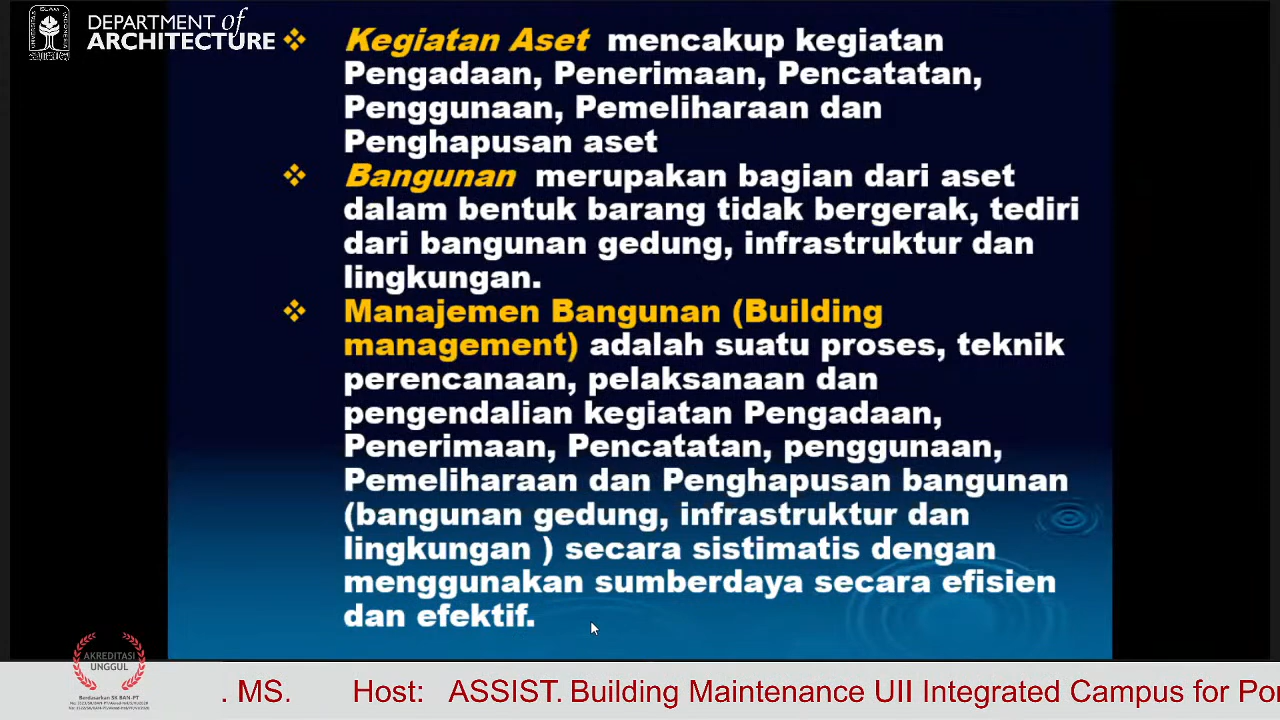 DEPARTMENT of
ARCHITECTURE
Kegiatan Aset mencakup kegiatan
Pengadaan, Penerimaan, Pencatatan,
Penggunaan, Pemeliharaan dan
Penghapusan aset
Bangunan merupakan bagian dari aset
dalam bentuk barang tidak bergerak, tediri
dari bangunan gedung, infrastruktur dan
lingkungan.
Manajemen Bangunan (Building
management) adalah suatu proses, teknik
perencanaan, pelaksanaan dan
pengendalian kegiatan Pengadaan,
Penerimaan, Pencatatan, penggunaan,
Pemeliharaan dan Penghapusan bangunan
(bangunan gedung, infrastruktur dan
lingkungan ) secara sistimatis dengan
menggunakan sumberdaya secara efisien
dan efektif.
AKREDITASI
UNGGUL
Berdasarkan SK BAN-PT
. MS. Host: ASSIST. Building Maintenance UII Integrated Campus for Po